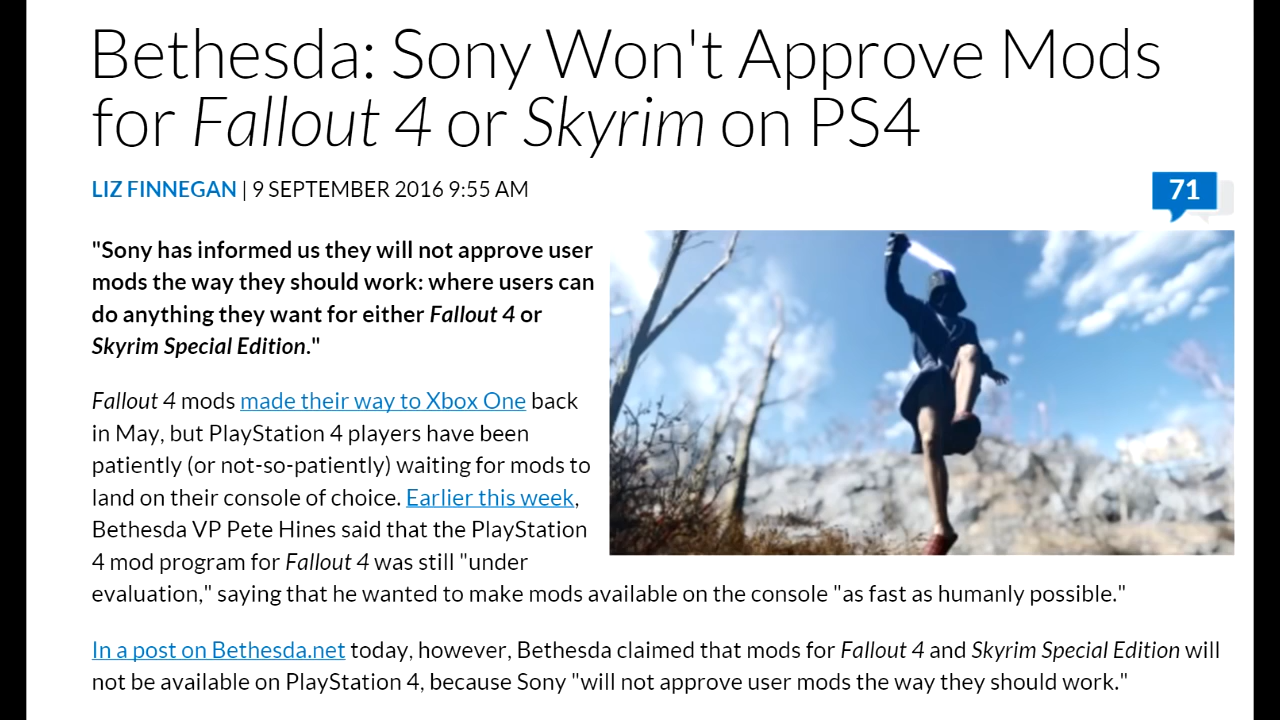 Bethesda: Sony Won't Approve Mods
for Fallout 4 or Skyrim on PS4
LIZ FINNEGAN | 9 SEPTEMBER 2016 9:55 AM
71
"Sony has informed us they will not approve user
mods the way they should work: where users can
do anything they want for either Fallout 4 or
Skyrim Special Edition."
Fallout 4 mods made their way to Xbox One back
in May, but PlayStation 4 players have been
patiently (or not-so-patiently) waiting for mods to
land on their console of choice. Earlier this week,
Bethesda VP Pete Hines said that the PlayStation
4 mod program for Fallout 4 was still "under
evaluation," saying that he wanted to make mods available on the console "as fast as humanly possible."
In a post on Bethesda.net today, however, Bethesda claimed that mods for Fallout 4 and Skyrim Special Edition will
not be available on PlayStation 4, because Sony "will not approve user mods the way they should work."